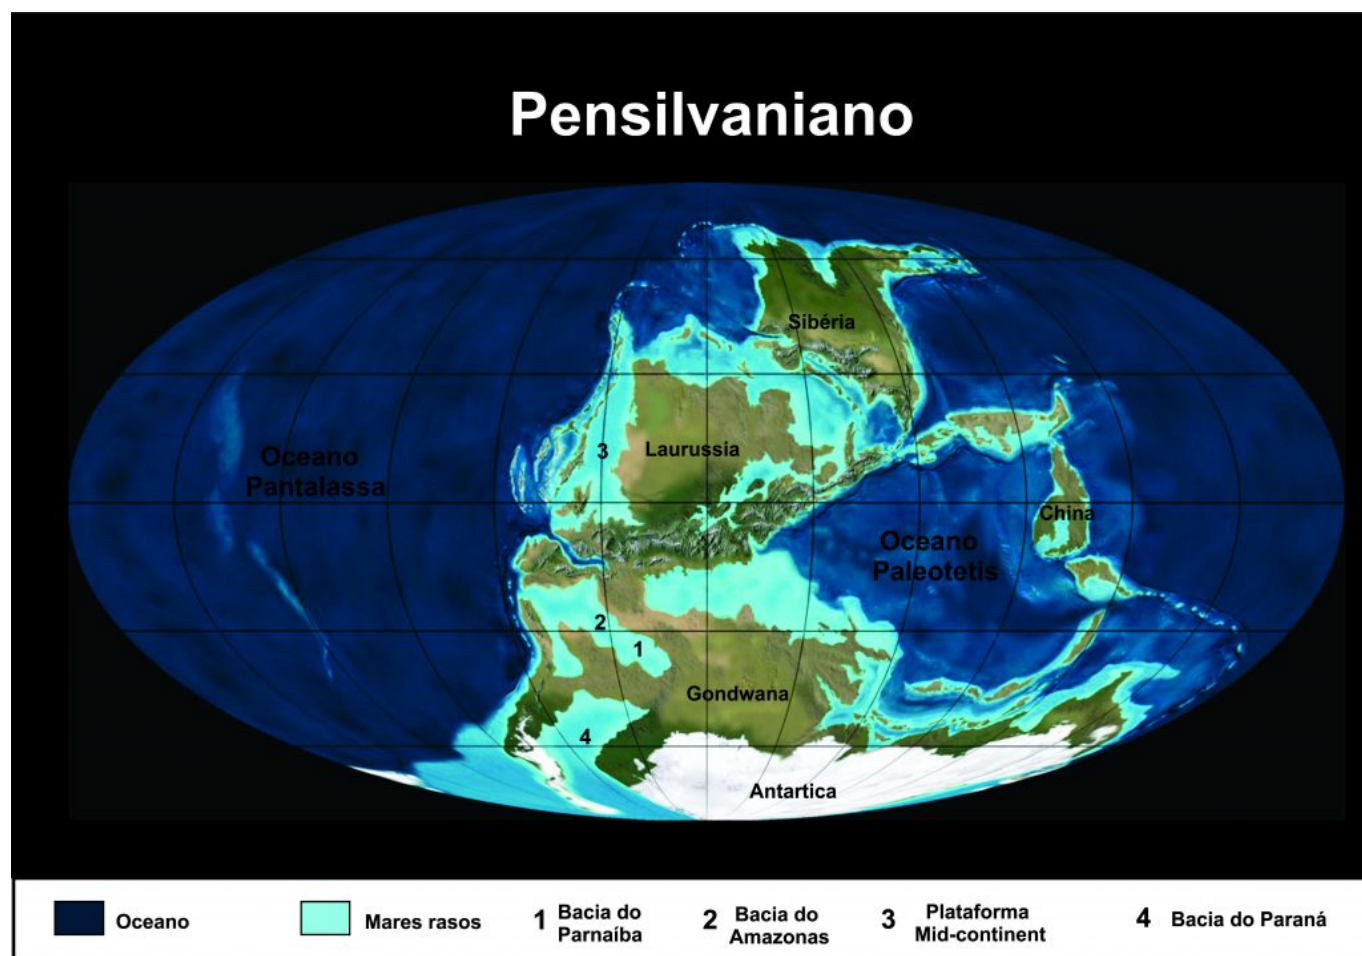 Pensilvaniano
Sibéria
3
Laurussia
Oceano
Pantalassa
China
Oceano
Paleotetis
2
1
Gondwana
4
Antartica
Oceano
Mares rasos
1 Bacia do
Parnaíba
2 Bacia do
Amazonas
3 Plataforma
Mid-continent
4 Bacia do Paraná